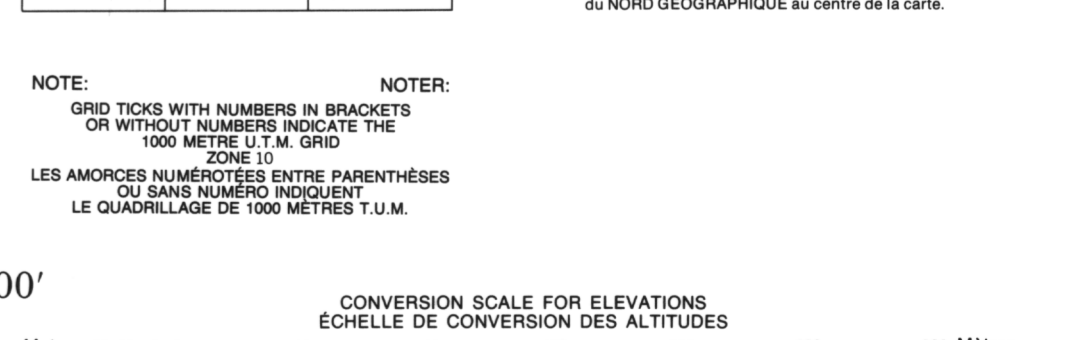 du NORD GÉOGRAPHIQUE au centre de la carte.
NOTE: NOTER:
GRID TICKS WITH NUMBERS IN BRACKETS
OR WITHOUT NUMBERS INDICATE THE
1000 METRE U.T.M. GRID
ZONE 10
LES AMORCES NUMÉROTÉES ENTRE PARENTHÈSES
OU SANS NUMÉRO INDIQUENT
LE QUADRILLAGE DE 1000 MÈTRES T.U.M.
00′
CONVERSION SCALE FOR ELEVATIONS
ÉCHELLE DE CONVERSION DES ALTITUDES